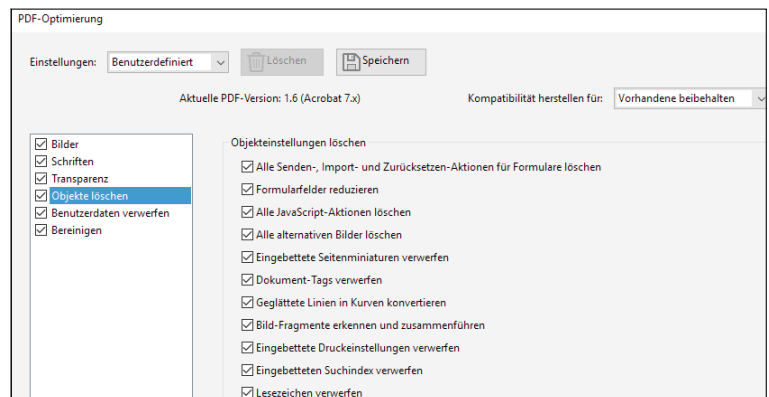 PDF-Optimierung
Einstellungen: Benutzerdefiniert Löschen Speichern
Aktuelle PDF-Version: 1.6 (Acrobat 7.x) Kompatibilität herstellen für: Vorhandene beibehalten
Bilder
Schriften
Transparenz
Objekte löschen
Benutzerdaten verwerfen
Bereinigen
Objekteinstellungen löschen
Alle Senden-, Import- und Zurücksetzen-Aktionen für Formulare löschen
Formularfelder reduzieren
Alle JavaScript-Aktionen löschen
Alle alternativen Bilder löschen
Eingebettete Seitenminiaturen verwerfen
Dokument-Tags verwerfen
Geglättete Linien in Kurven konvertieren
Bild-Fragmente erkennen und zusammenführen
Eingebettete Druckeinstellungen verwerfen
Eingebetteten Suchindex verwerfen
Lesezeichen verwerfen